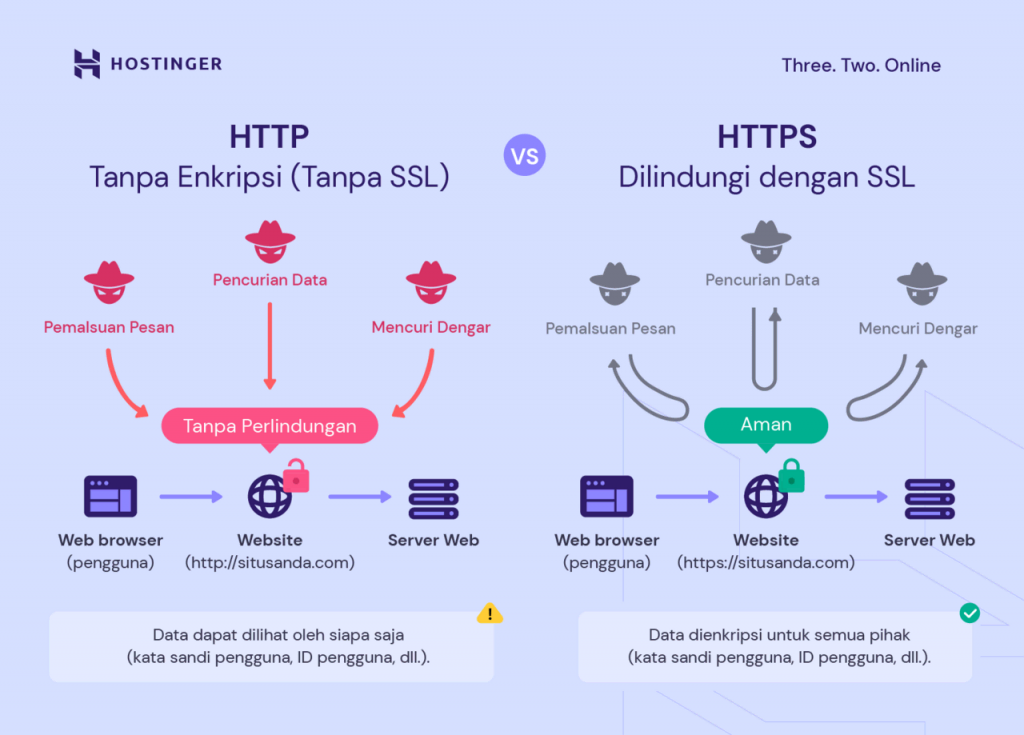 HOSTINGER
Three. Two. Online
HTTP
Tanpa Enkripsi (Tanpa SSL)
VS
HTTPS
Dilindungi dengan SSL
Pencurian Data
Pemalsuan Pesan
Mencuri Dengar
Tanpa Perlindungan
Web browser
(pengguna)
Website
(http://situsanda.com)
Server Web
Data dapat dilihat oleh siapa saja
(kata sandi pengguna, ID pengguna, dll.).
Pencurian Data
Pemalsuan Pesan
Mencuri Dengar
Aman
Web browser
(pengguna)
Website
(https://situsanda.com)
Server Web
Data dienkripsi untuk semua pihak
(kata sandi pengguna, ID pengguna, dll.).